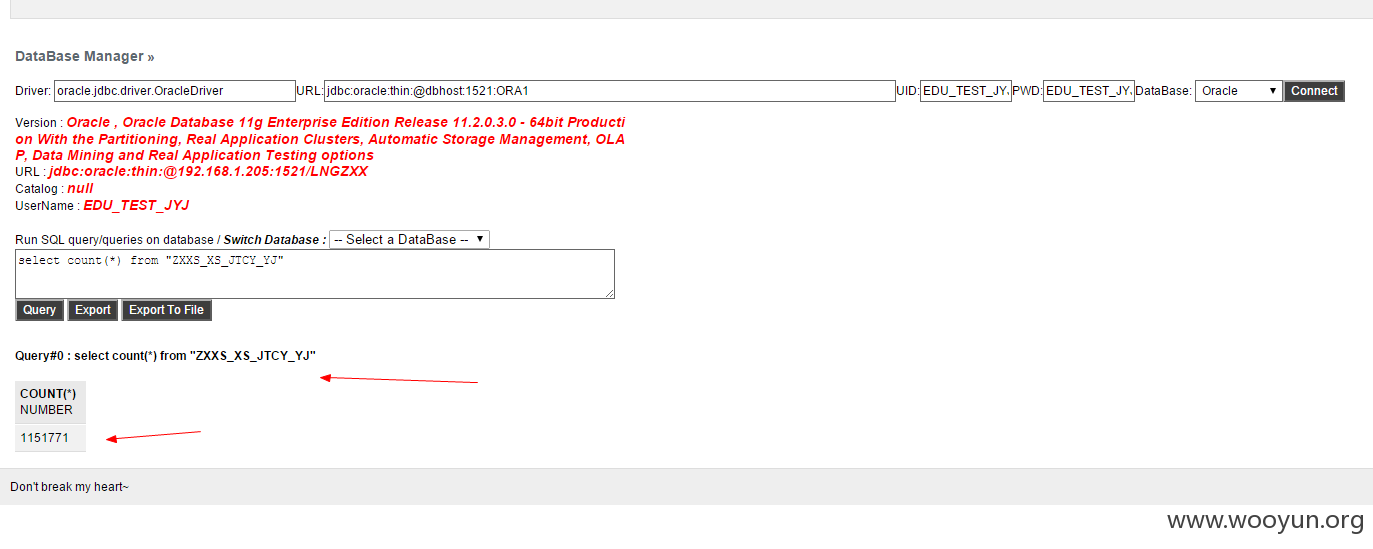 DataBase Manager »
Driver: oracle.jdbc.driver.OracleDriver URL: jdbc:oracle:thin:@dbhost:1521:ORA1 UID: EDU_TEST_JY PWD: EDU_TEST_JY DataBase: Oracle Connect
Version : Oracle , Oracle Database 11g Enterprise Edition Release 11.2.0.3.0 - 64bit Producti
on With the Partitioning, Real Application Clusters, Automatic Storage Management, OLA
P, Data Mining and Real Application Testing options
URL : jdbc:oracle:thin:@192.168.1.205:1521/LNGZXX
Catalog : null
UserName : EDU_TEST_JYJ
Run SQL query/queries on database / Switch Database : -- Select a DataBase --
select count(*) from "ZXXS_XS_JTCY_YJ"
Query Export Export To File
Query#0 : select count(*) from "ZXXS_XS_JTCY_YJ"
COUNT(*)
NUMBER
1151771
Don't break my heart~
www.wooyun.org